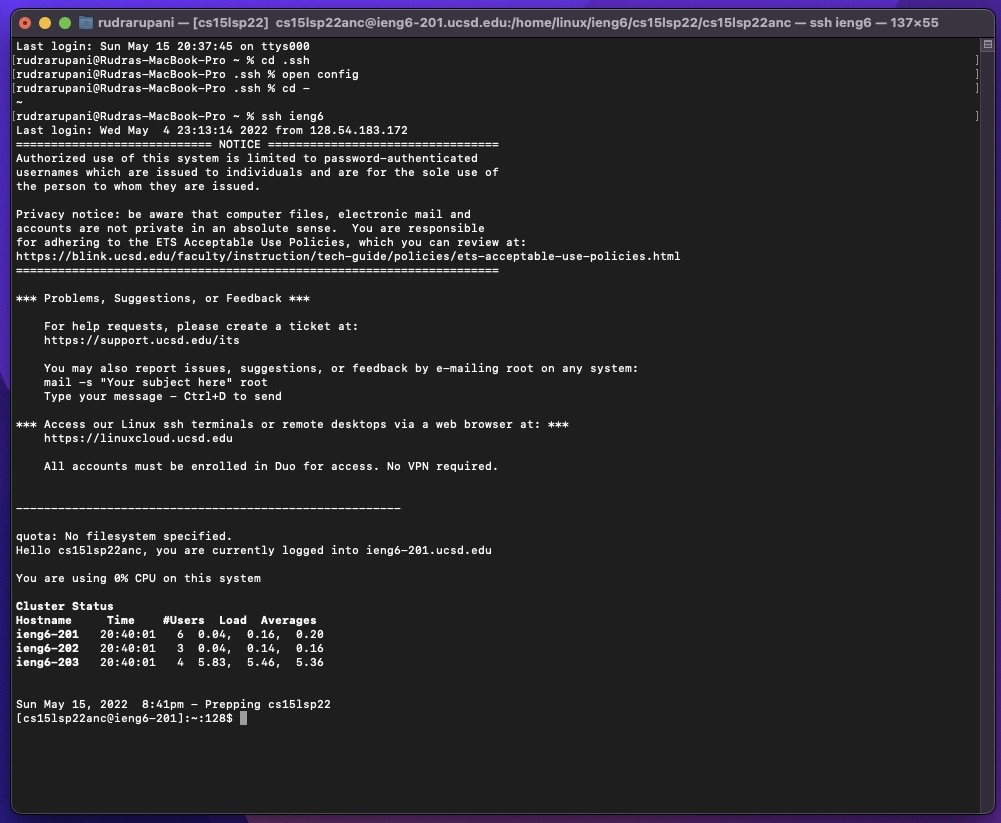 rudrarupani — [cs15lsp22]  cs15lsp22anc@ieng6-201.ucsd.edu:/home/linux/ieng6/cs15lsp22/cs15lsp22anc — ssh ieng6 — 137×55
Last login: Sun May 15 20:37:45 on ttys000
[rudrarupani@Rudras-MacBook-Pro ~ % cd .ssh ]
[rudrarupani@Rudras-MacBook-Pro .ssh % open config ]
[rudrarupani@Rudras-MacBook-Pro .ssh % cd - ]
~
[rudrarupani@Rudras-MacBook-Pro ~ % ssh ieng6 ]
Last login: Wed May  4 23:13:14 2022 from 128.54.183.172
============================ NOTICE =================================
Authorized use of this system is limited to password-authenticated
usernames which are issued to individuals and are for the sole use of
the person to whom they are issued.

Privacy notice: be aware that computer files, electronic mail and
accounts are not private in an absolute sense.  You are responsible
for adhering to the ETS Acceptable Use Policies, which you can review at:
https://blink.ucsd.edu/faculty/instruction/tech-guide/policies/ets-acceptable-use-policies.html
=====================================================================

*** Problems, Suggestions, or Feedback ***

    For help requests, please create a ticket at:
    https://support.ucsd.edu/its

    You may also report issues, suggestions, or feedback by e-mailing root on any system:
    mail -s "Your subject here" root
    Type your message - Ctrl+D to send

*** Access our Linux ssh terminals or remote desktops via a web browser at: ***
    https://linuxcloud.ucsd.edu

    All accounts must be enrolled in Duo for access. No VPN required.

-------------------------------------------------------

quota: No filesystem specified.
Hello cs15lsp22anc, you are currently logged into ieng6-201.ucsd.edu

You are using 0% CPU on this system

Cluster Status
Hostname     Time    #Users  Load  Averages
ieng6-201   20:40:01   6  0.04,  0.16,  0.20
ieng6-202   20:40:01   3  0.04,  0.14,  0.16
ieng6-203   20:40:01   4  5.83,  5.46,  5.36

Sun May 15, 2022  8:41pm - Prepping cs15lsp22
[cs15lsp22anc@ieng6-201]:~:128$